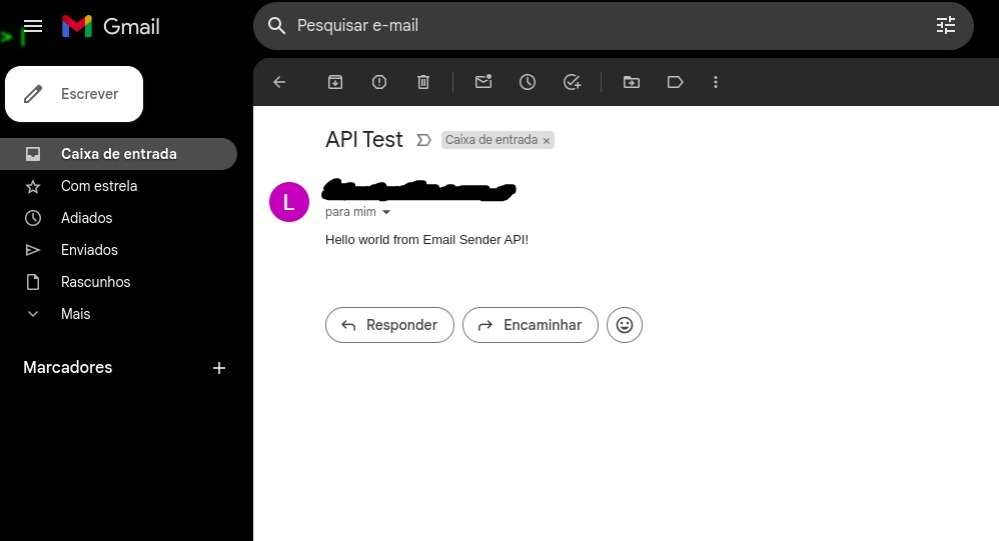 Gmail
Pesquisar e-mail
Escrever
Caixa de entrada
Com estrela
Adiados
Enviados
Rascunhos
Mais
Marcadores
API Test
Caixa de entrada ×
L
para mim
Hello world from Email Sender API!
Responder
Encaminhar